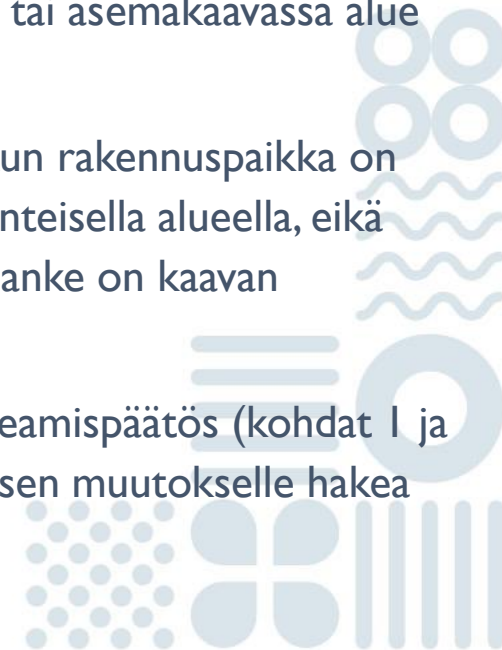 tai asemakaavassa alue
un rakennuspaikka on
nteisella alueella, eikä
anke on kaavan
eamispäätös (kohdat 1 ja
sen muutokselle hakea